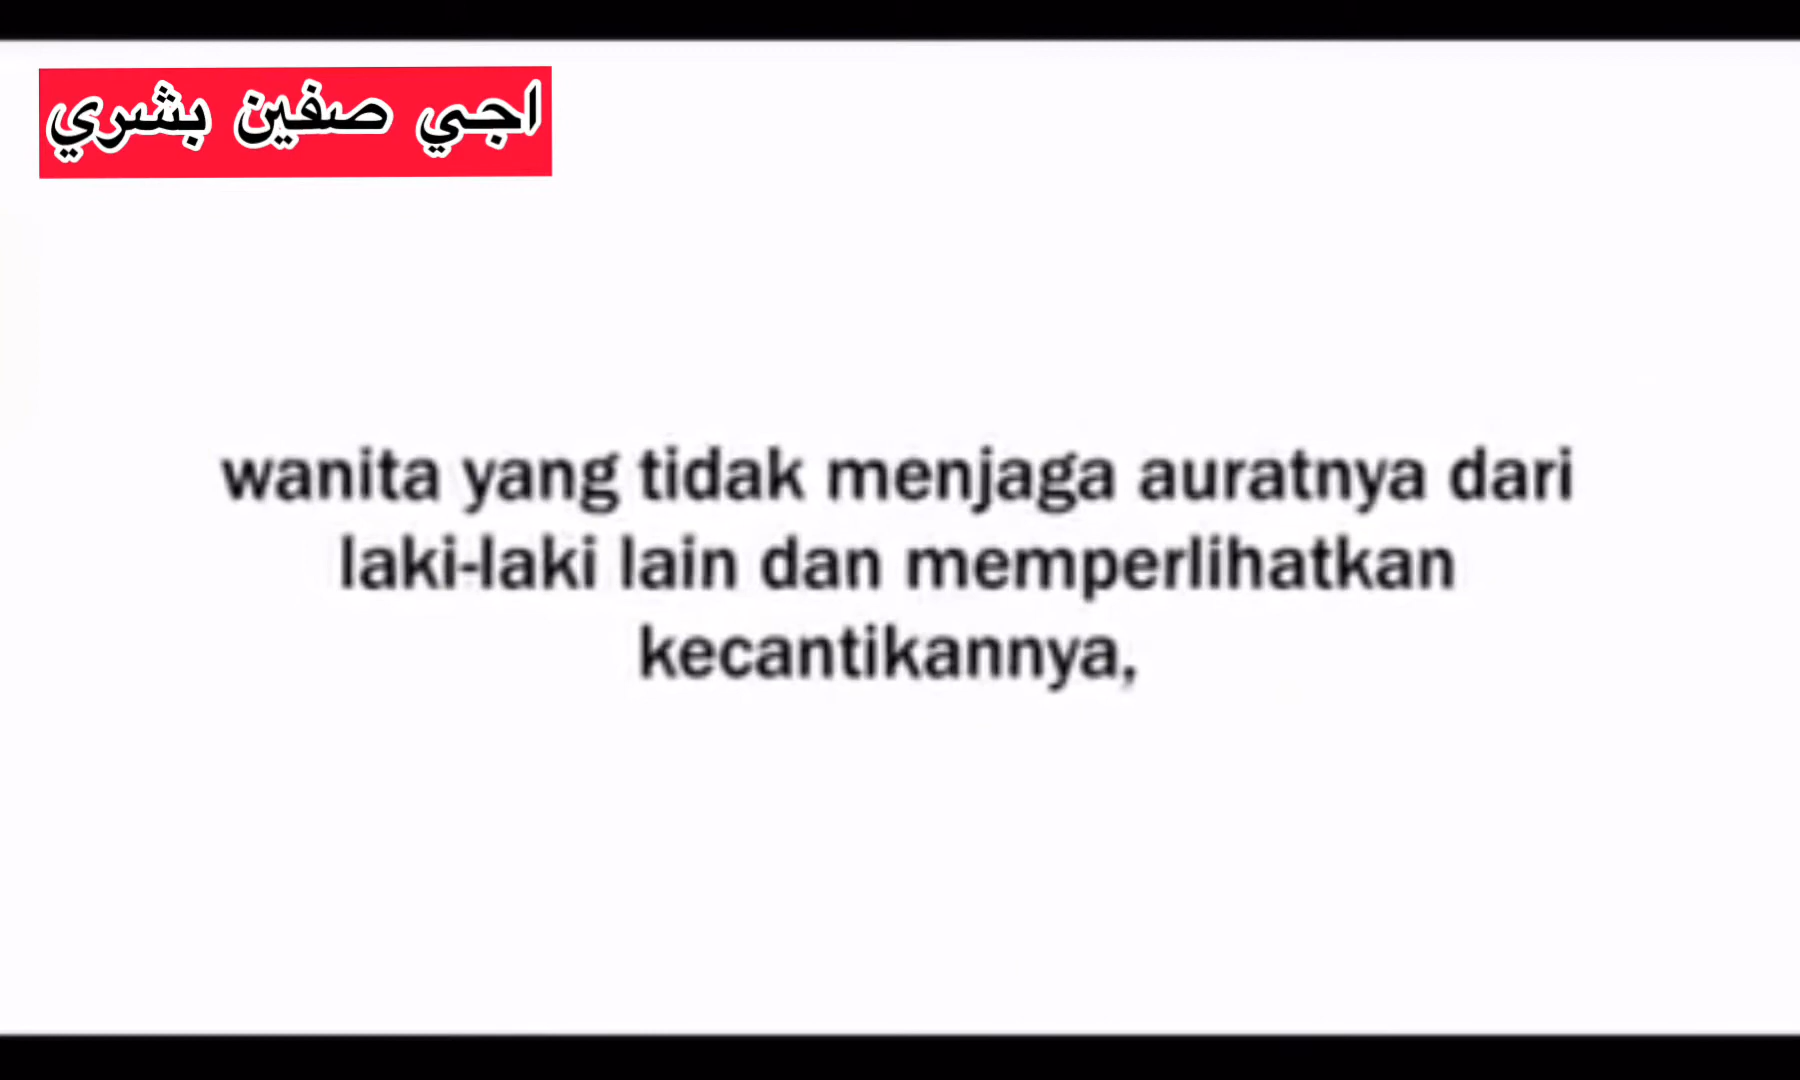 اجي صفين بشري
wanita yang tidak menjaga auratnya dari
laki-laki lain dan memperlihatkan
kecantikannya,